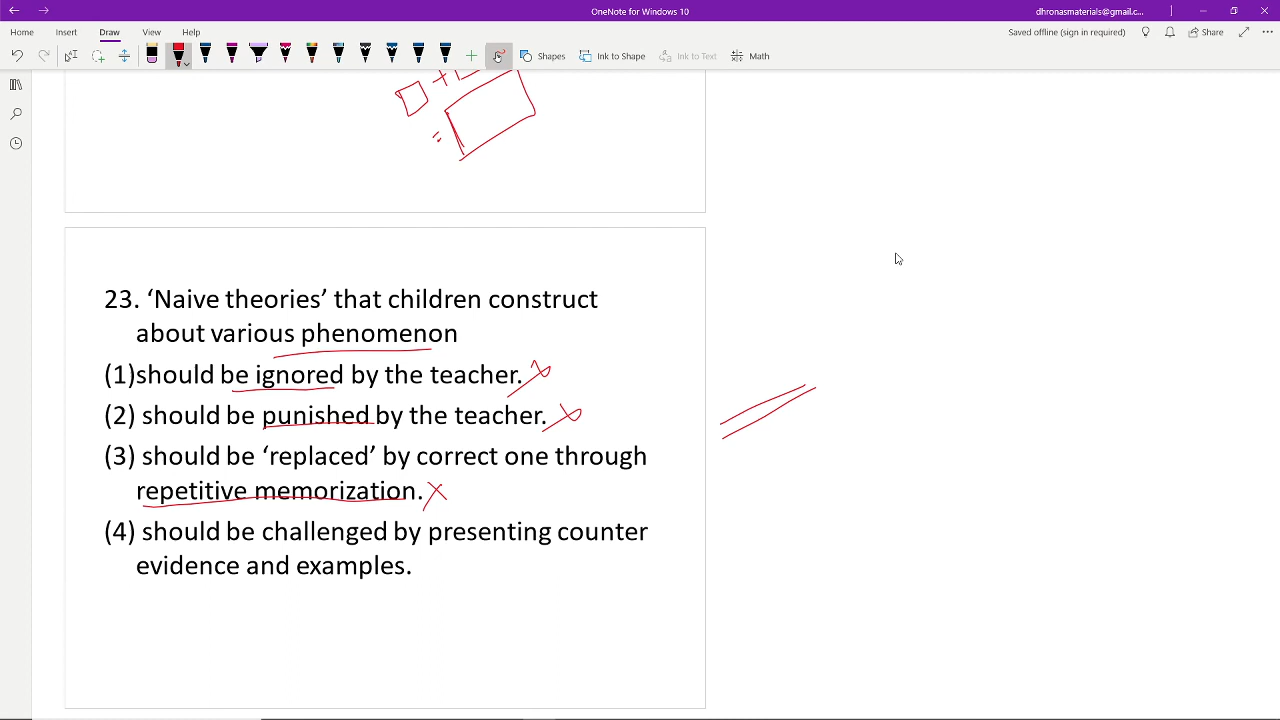 OneNote for Windows 10
dhronasmaterials@gmail.c...
Home Insert Draw View Help
Saved offline (sign in required)
Share
Shapes
Ink to Shape
Ink to Text
Math
23. ‘Naive theories’ that children construct
about various phenomenon
(1)should be ignored by the teacher.
(2) should be punished by the teacher.
(3) should be ‘replaced’ by correct one through
repetitive memorization.
(4) should be challenged by presenting counter
evidence and examples.